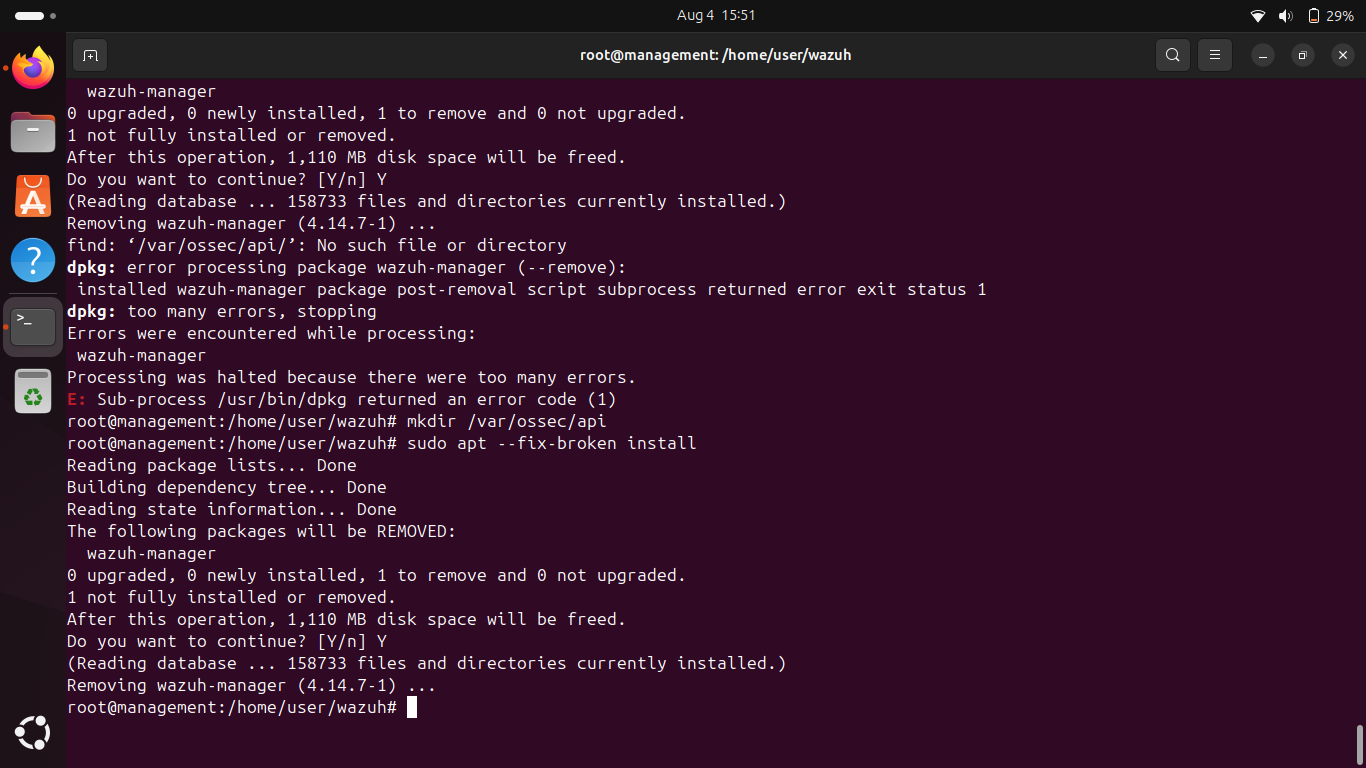 Aug 4 15:51
29%
root@management: /home/user/wazuh
  wazuh-manager
0 upgraded, 0 newly installed, 1 to remove and 0 not upgraded.
1 not fully installed or removed.
After this operation, 1,110 MB disk space will be freed.
Do you want to continue? [Y/n] Y
(Reading database ... 158733 files and directories currently installed.)
Removing wazuh-manager (4.14.7-1) ...
find: ‘/var/ossec/api/’: No such file or directory
dpkg: error processing package wazuh-manager (--remove):
 installed wazuh-manager package post-removal script subprocess returned error exit status 1
dpkg: too many errors, stopping
Errors were encountered while processing:
 wazuh-manager
Processing was halted because there were too many errors.
E: Sub-process /usr/bin/dpkg returned an error code (1)
root@management:/home/user/wazuh# mkdir /var/ossec/api
root@management:/home/user/wazuh# sudo apt --fix-broken install
Reading package lists... Done
Building dependency tree... Done
Reading state information... Done
The following packages will be REMOVED:
  wazuh-manager
0 upgraded, 0 newly installed, 1 to remove and 0 not upgraded.
1 not fully installed or removed.
After this operation, 1,110 MB disk space will be freed.
Do you want to continue? [Y/n] Y
(Reading database ... 158733 files and directories currently installed.)
Removing wazuh-manager (4.14.7-1) ...
root@management:/home/user/wazuh#